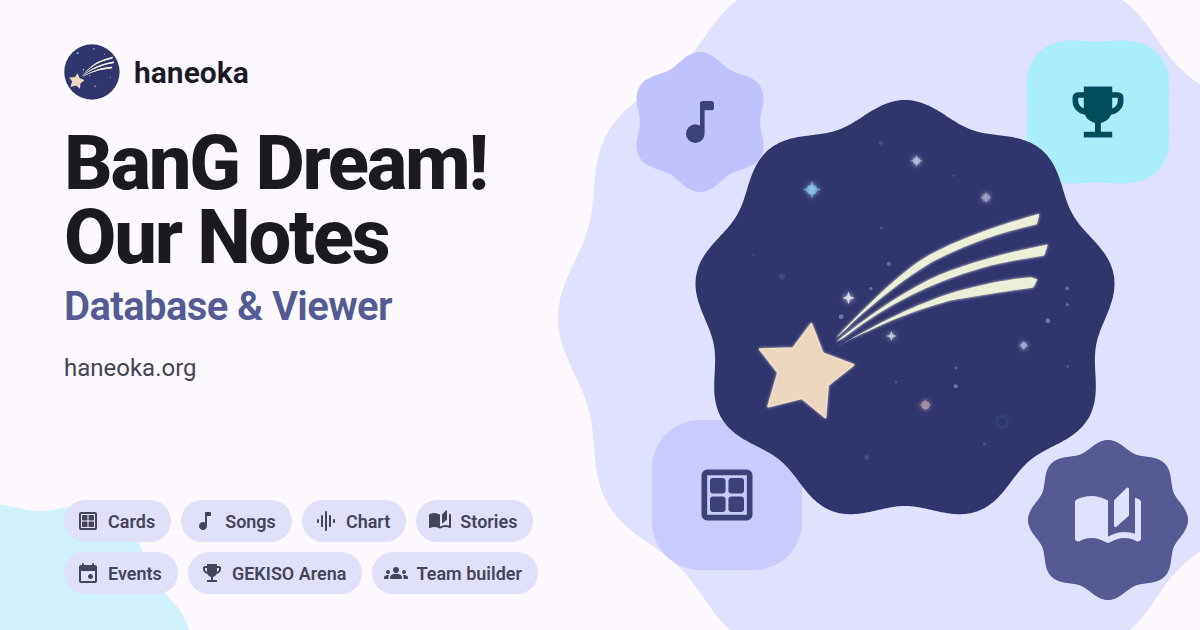 haneoka
BanG Dream!
Our Notes
Database & Viewer
haneoka.org
Cards Songs Chart Stories
Events GEKISO Arena Team builder